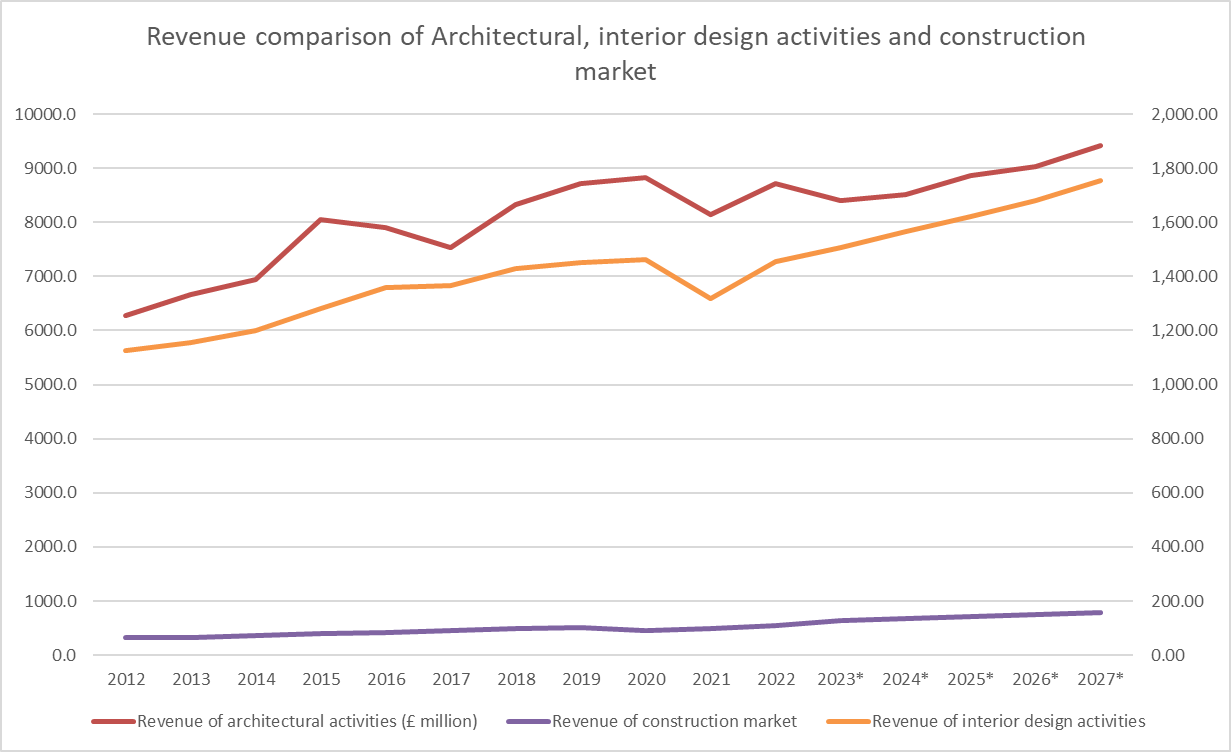 Revenue comparison of Architectural, interior design activities and construction
market
10000.0 2,000.00
9000.0 1,800.00
8000.0 1,600.00
7000.0 1,400.00
6000.0 1,200.00
5000.0 1,000.00
4000.0 800.00
3000.0 600.00
2000.0 400.00
1000.0 200.00
0.0 0.00
2012 2013 2014 2015 2016 2017 2018 2019 2020 2021 2022 2023* 2024* 2025* 2026* 2027*
Revenue of architectural activities (£ million) Revenue of construction market Revenue of interior design activities